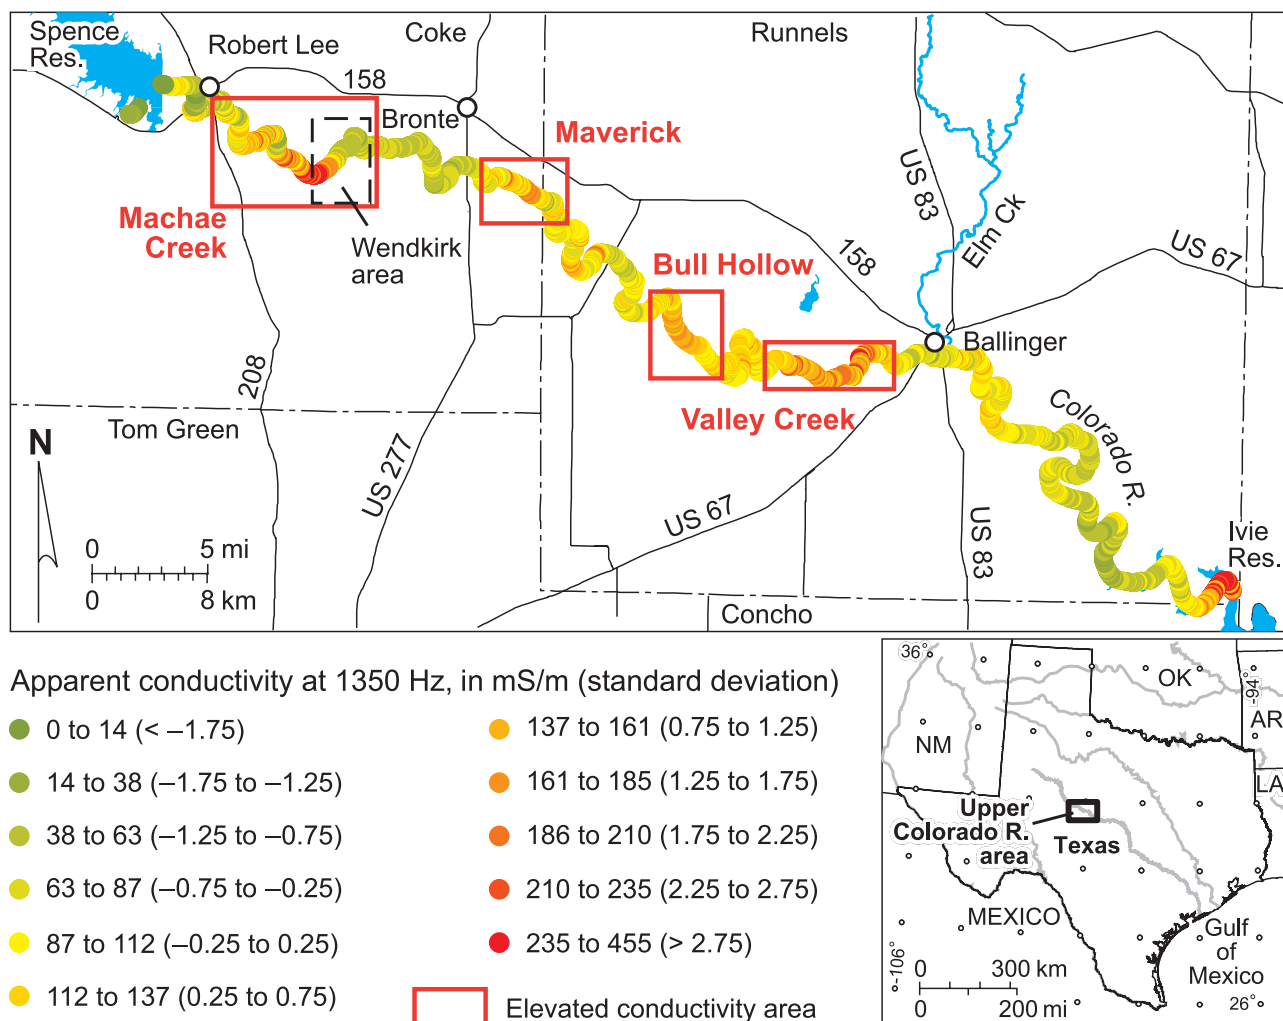 Spence
Res.
Robert Lee
Coke
Runnels
158
Bronte
Maverick
Machae
Creek
Wendkirk
area
US 83
Elm Ck
US 67
Bull Hollow
158
Ballinger
208
Valley Creek
Colorado R.
Tom Green
N
US 277
US 67
US 83
Ivie
Res.
0 5 mi
0 8 km
Concho
Apparent conductivity at 1350 Hz, in mS/m (standard deviation)
0 to 14 (< –1.75)
14 to 38 (–1.75 to –1.25)
38 to 63 (–1.25 to –0.75)
63 to 87 (–0.75 to –0.25)
87 to 112 (–0.25 to 0.25)
112 to 137 (0.25 to 0.75)
137 to 161 (0.75 to 1.25)
161 to 185 (1.25 to 1.75)
186 to 210 (1.75 to 2.25)
210 to 235 (2.25 to 2.75)
235 to 455 (> 2.75)
Elevated conductivity area
36°
OK
-94°
AR
NM
LA
Upper
Colorado R.
area
Texas
MEXICO
Gulf
of
Mexico
-106°
0 300 km
0 200 mi
26°